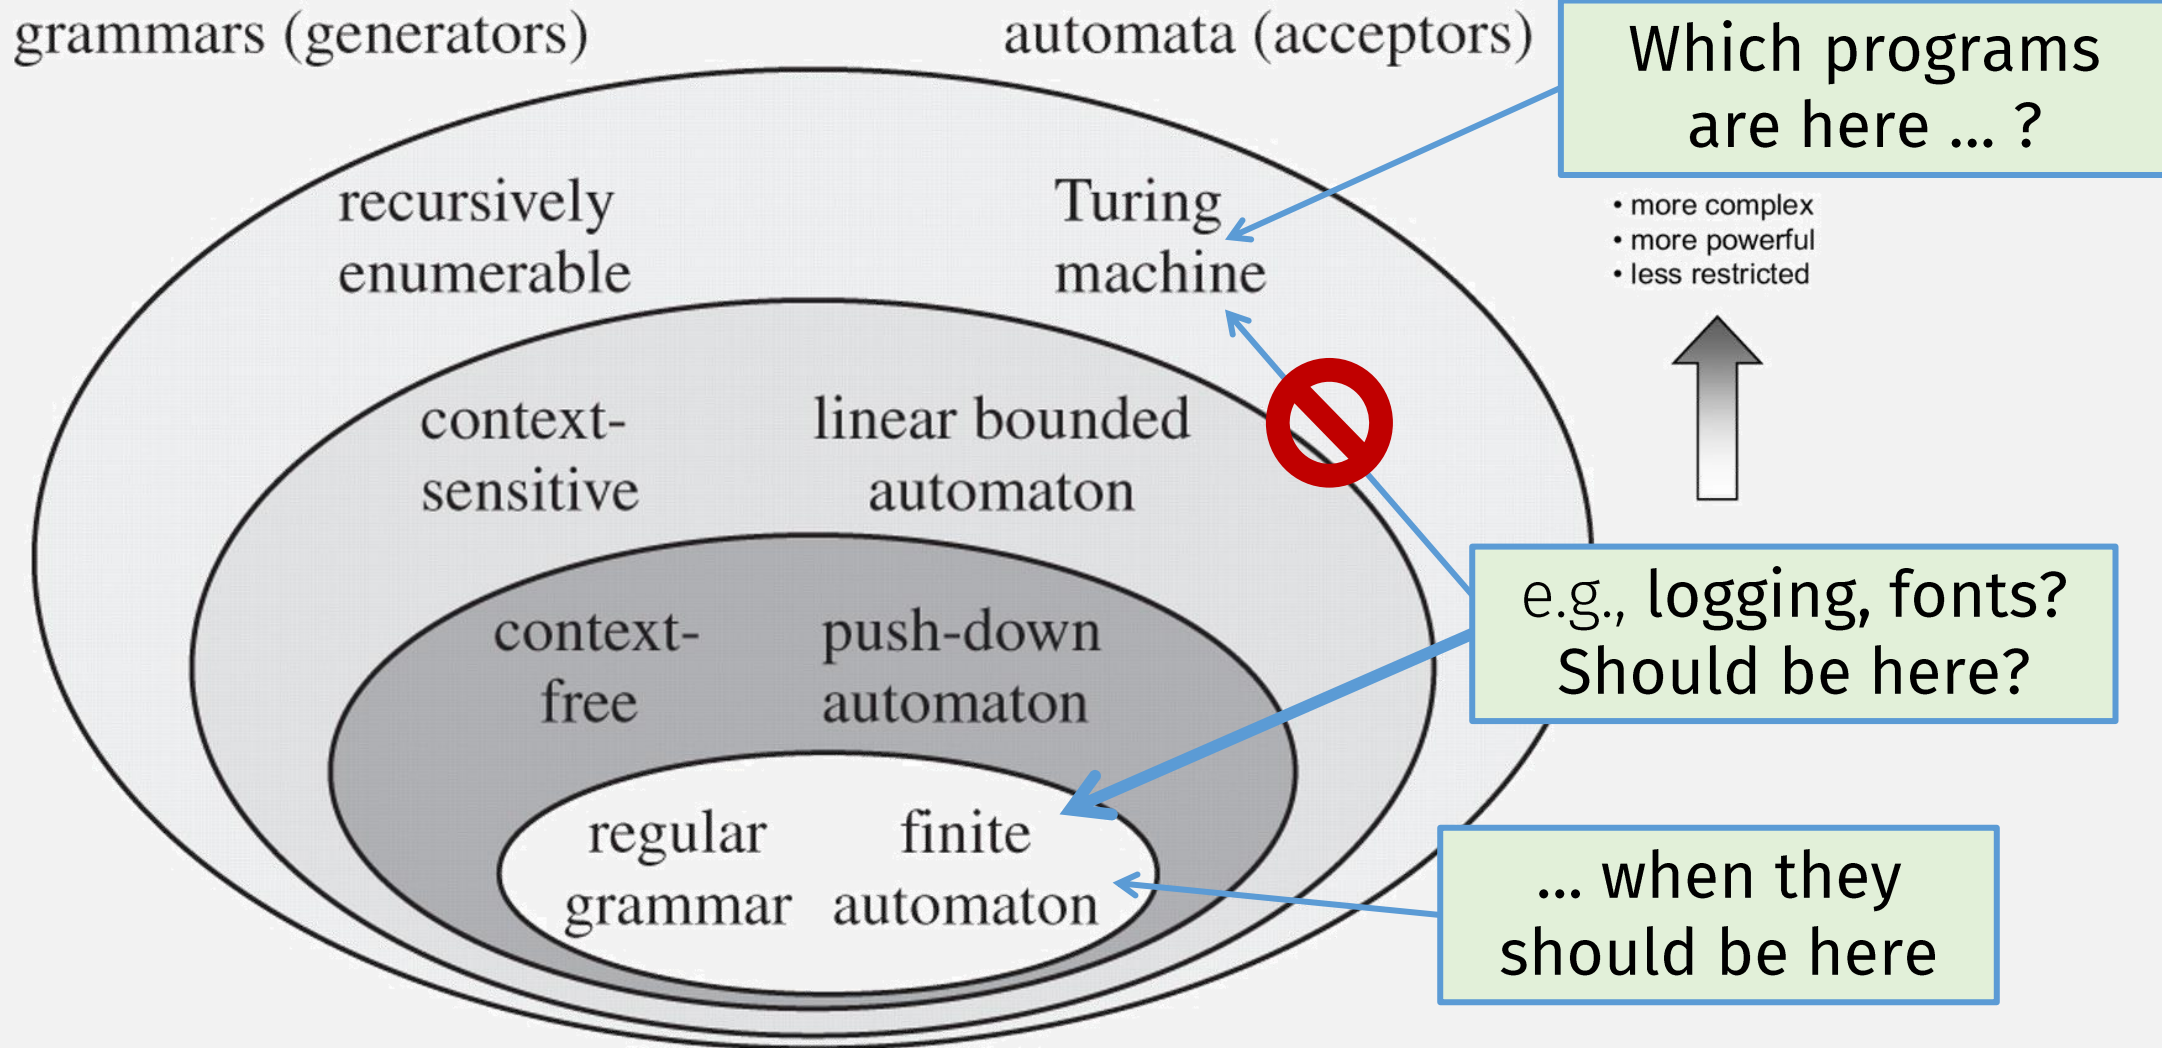 grammars (generators)
automata (acceptors)
Which programs
are here ... ?
• more complex
• more powerful
• less restricted
recursively
enumerable
Turing
machine
context-
sensitive
linear bounded
automaton
e.g., logging, fonts?
Should be here?
context-
free
push-down
automaton
regular
grammar
finite
automaton
... when they
should be here